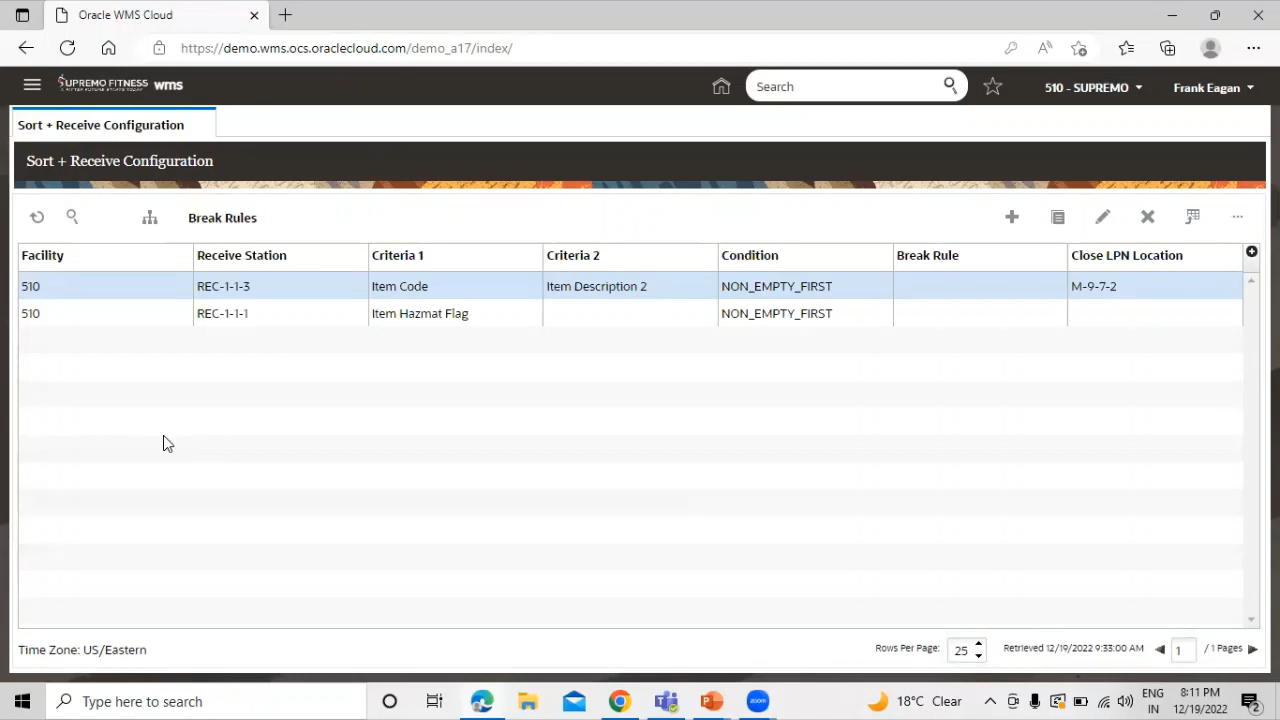 Oracle WMS Cloud
https://demo.wms.ocs.oraclecloud.com/demo_a17/index/
SUPREMO FITNESS wms
Search
510 - SUPREMO
Frank Eagan
Sort + Receive Configuration
Sort + Receive Configuration
Break Rules
Facility Receive Station Criteria 1 Criteria 2 Condition Break Rule Close LPN Location
510 REC-1-1-3 Item Code Item Description 2 NON_EMPTY_FIRST M-9-7-2
510 REC-1-1-1 Item Hazmat Flag NON_EMPTY_FIRST
Time Zone: US/Eastern
Rows Per Page: 25 Retrieved 12/19/2022 9:33:00 AM 1 / 1 Pages
Type here to search
zoom
18°C Clear
ENG
IN
8:11 PM
12/19/2022
2